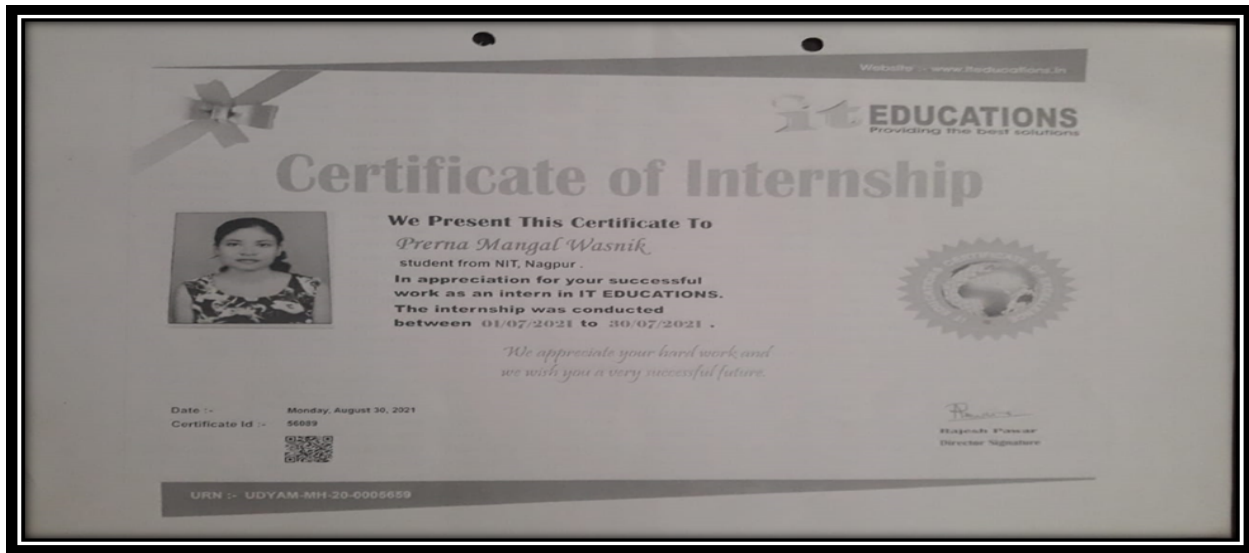 Website :- www.iteducations.in
it EDUCATIONS
Providing the best solutions
Certificate of Internship
We Present This Certificate To
Prerna Mangal Wasnik
student from NIT, Nagpur .
In appreciation for your successful
work as an intern in IT EDUCATIONS.
The internship was conducted
between 01/07/2021 to 30/07/2021 .
We appreciate your hard work and
we wish you a very successful future.
Date :- Monday, August 30, 2021
Certificate Id :- 56089
Rajesh Pawar
Director Signature
URN :- UDYAM-MH-20-0005659